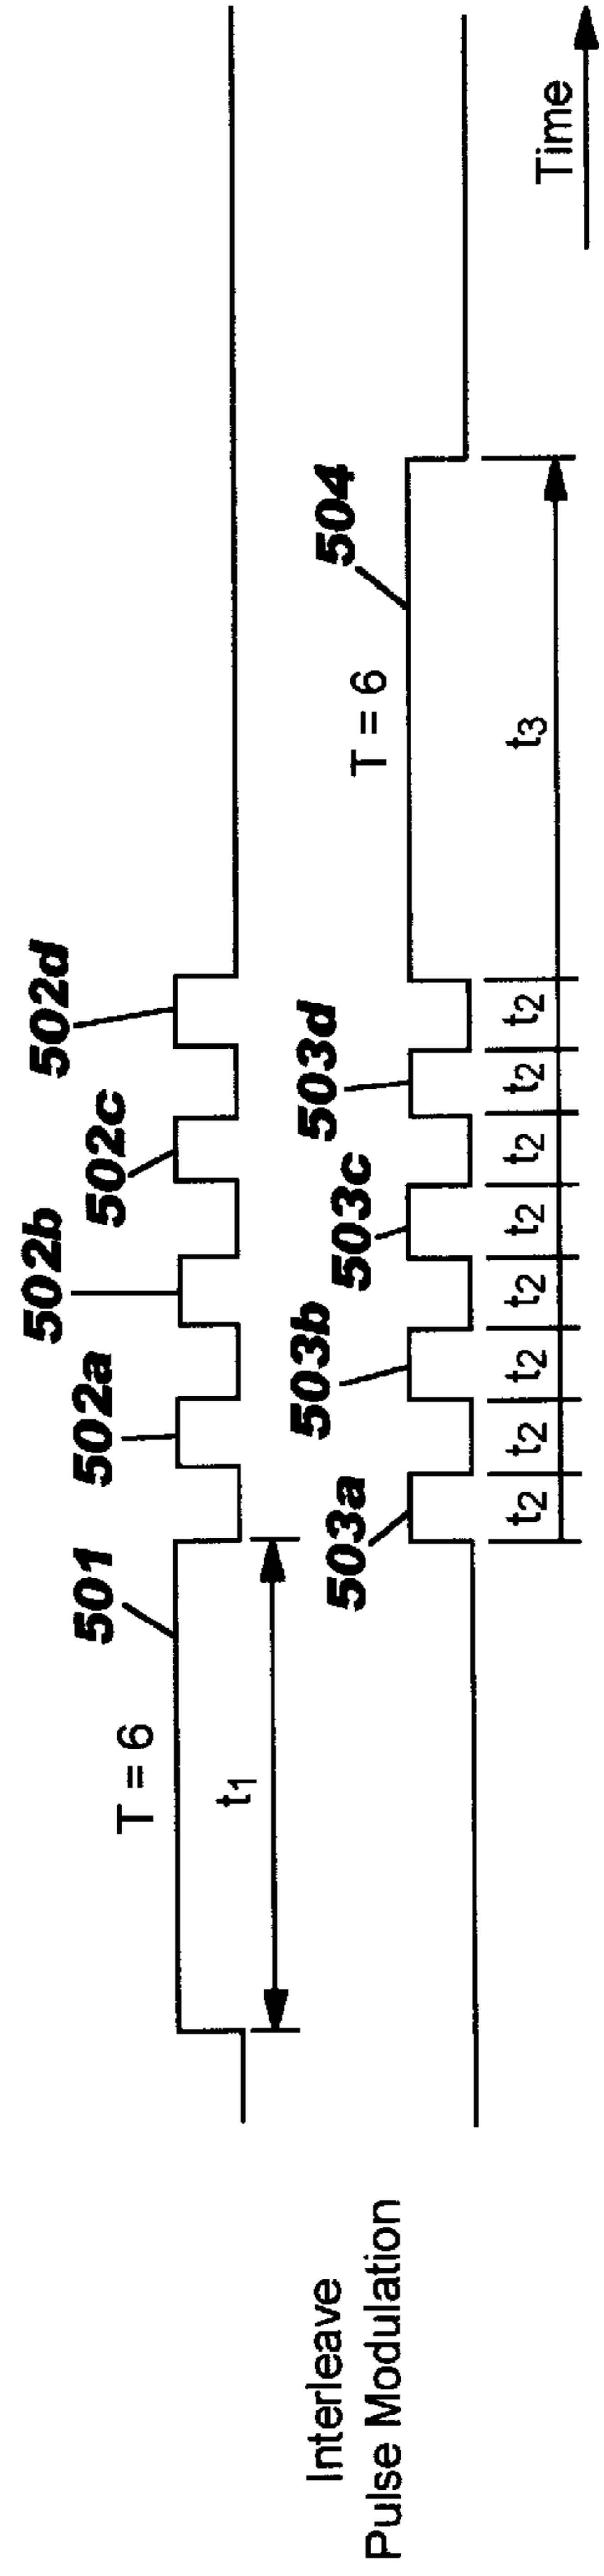 502b
502d
502a
502c
501
T = 6
t1
Interleave
Pulse Modulation
503b
503d
503a
503c
504
T = 6
t2
t2
t2
t2
t2
t2
t2
t2
t3
Time